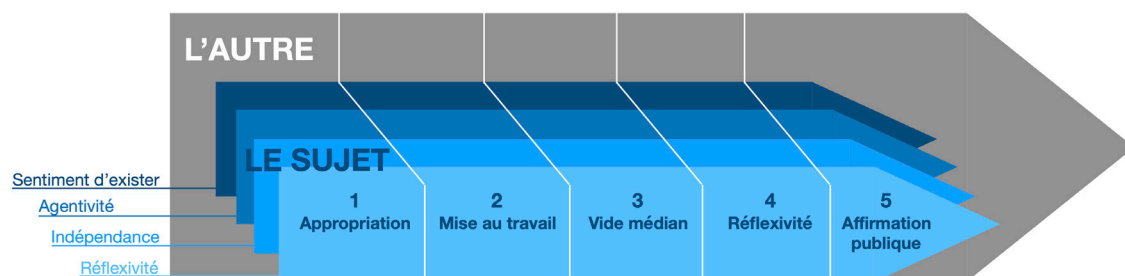 L'AUTRE
LE SUJET
Sentiment d'exister
Agentivité
Indépendance
Réflexivité
1
Appropriation
2
Mise au travail
3
Vide médian
4
Réflexivité
5
Affirmation
publique